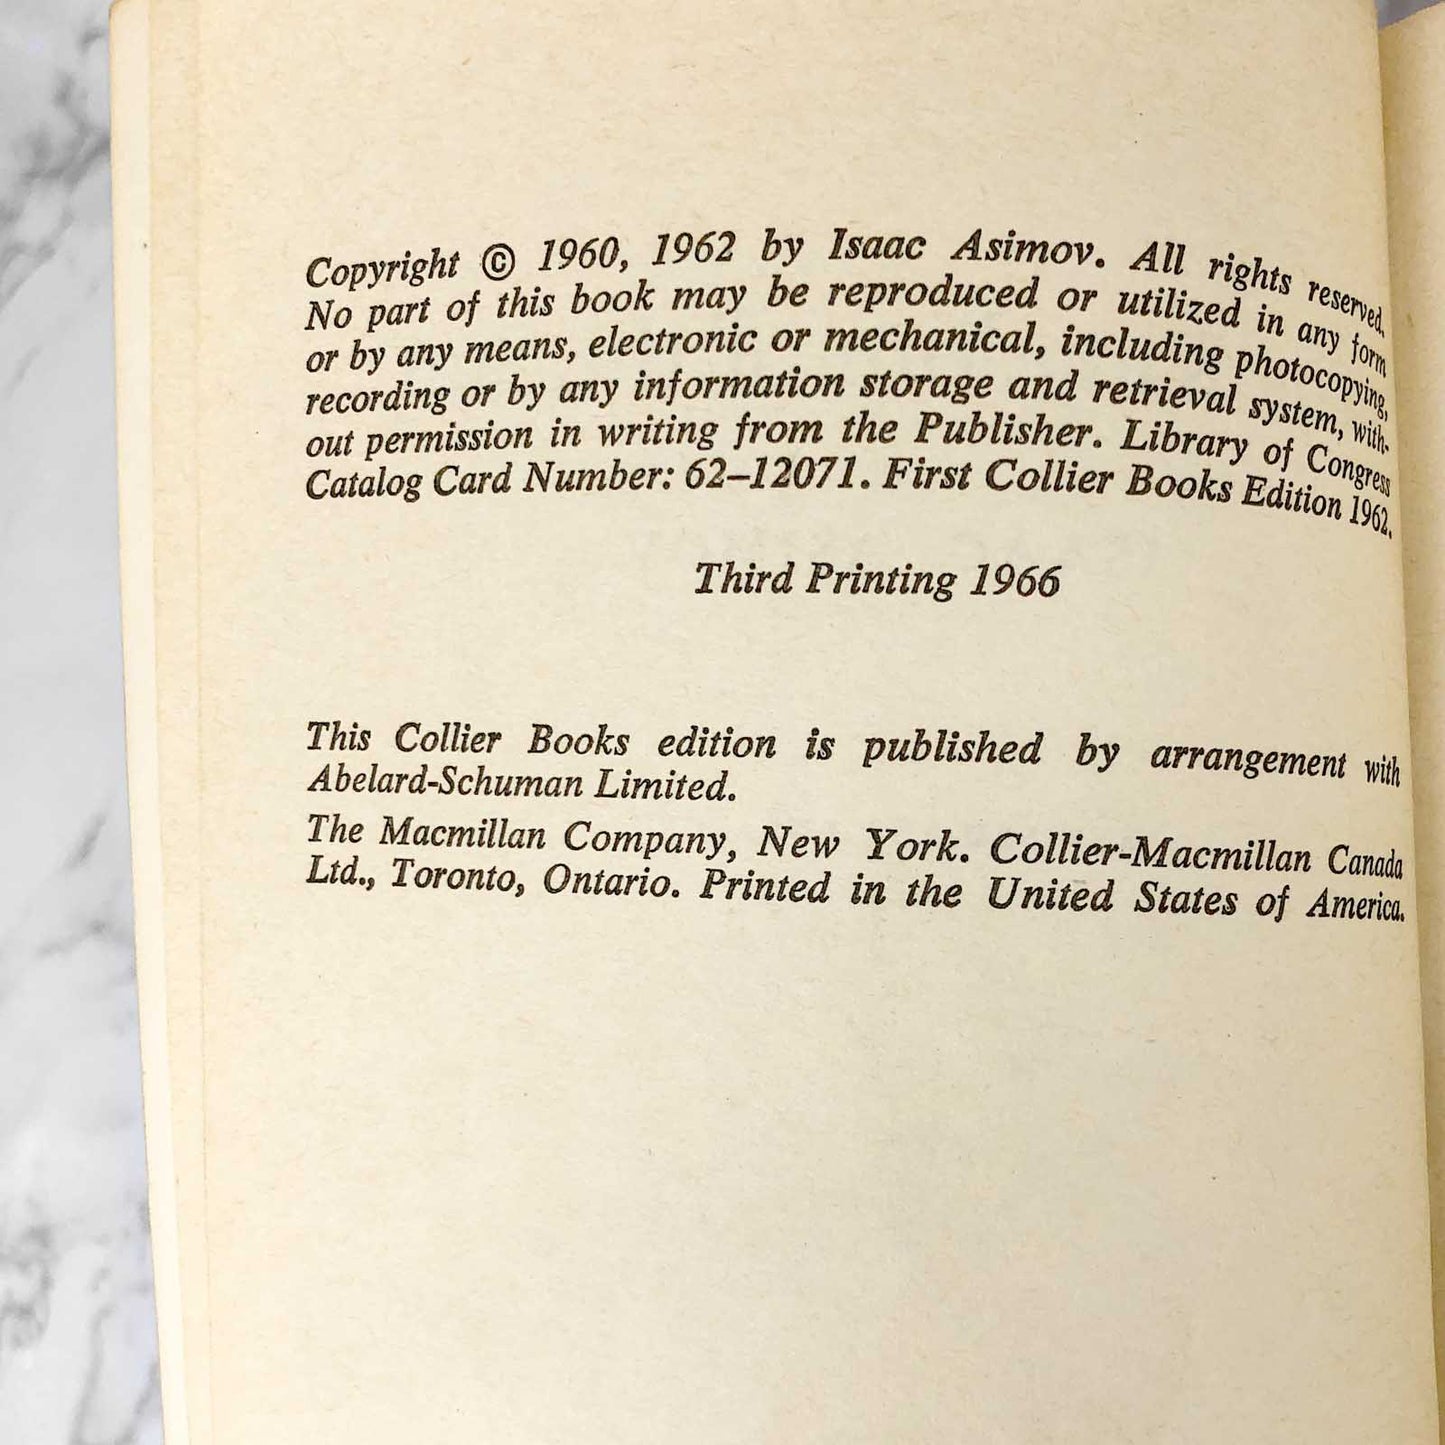 Copyright © 1960, 1962 by Isaac Asimov. All rights reserved.
No part of this book may be reproduced or utilized in any form
or by any means, electronic or mechanical, including photocopying,
recording or by any information storage and retrieval system, with-
out permission in writing from the Publisher. Library of Congress
Catalog Card Number: 62–12071. First Collier Books Edition 1962.
Third Printing 1966
This Collier Books edition is published by arrangement with
Abelard-Schuman Limited.
The Macmillan Company, New York. Collier-Macmillan Canada
Ltd., Toronto, Ontario. Printed in the United States of America.